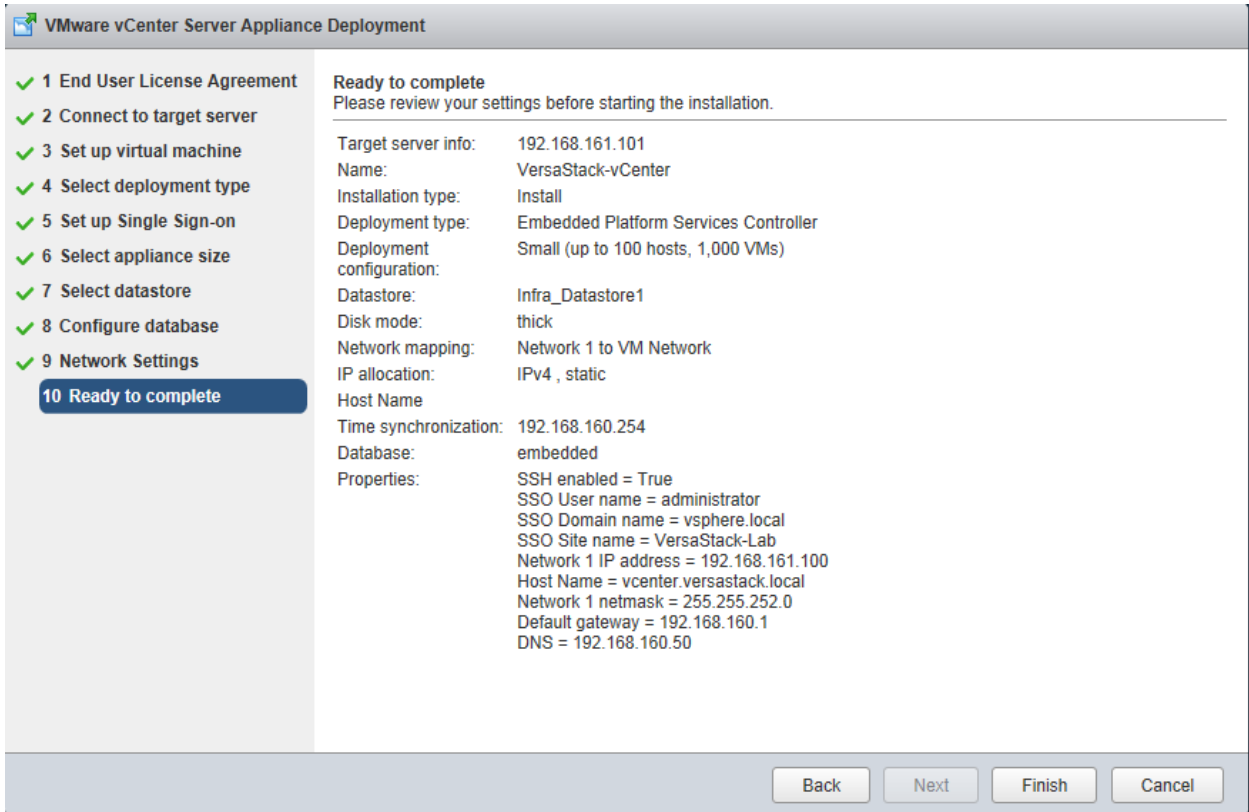 VMware vCenter Server Appliance Deployment
1 End User License Agreement
2 Connect to target server
3 Set up virtual machine
4 Select deployment type
5 Set up Single Sign-on
6 Select appliance size
7 Select datastore
8 Configure database
9 Network Settings
10 Ready to complete
Ready to complete
Please review your settings before starting the installation.
Target server info: 192.168.161.101
Name: VersaStack-vCenter
Installation type: Install
Deployment type: Embedded Platform Services Controller
Deployment Small (up to 100 hosts, 1,000 VMs)
configuration:
Datastore: Infra_Datastore1
Disk mode: thick
Network mapping: Network 1 to VM Network
IP allocation: IPv4 , static
Host Name
Time synchronization: 192.168.160.254
Database: embedded
Properties: SSH enabled = True
SSO User name = administrator
SSO Domain name = vsphere.local
SSO Site name = VersaStack-Lab
Network 1 IP address = 192.168.161.100
Host Name = vcenter.versastack.local
Network 1 netmask = 255.255.252.0
Default gateway = 192.168.160.1
DNS = 192.168.160.50
Back Next Finish Cancel